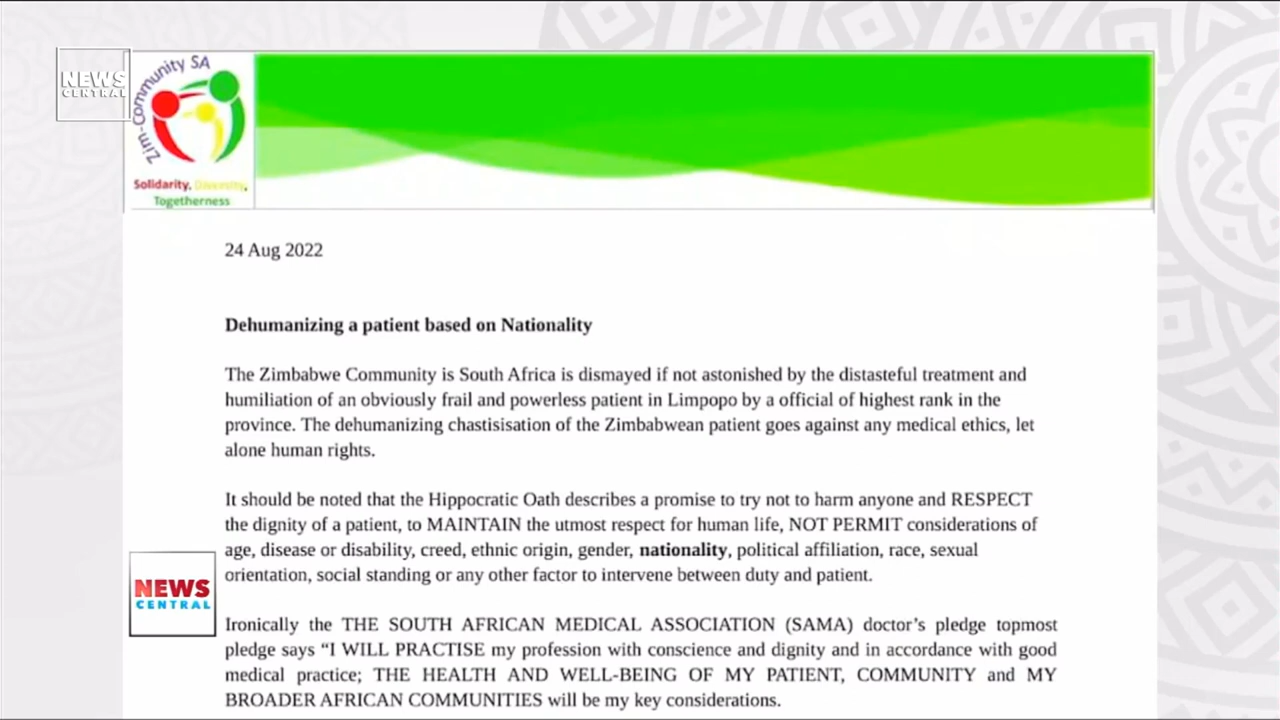 NEWS
CENTRAL
Zim-Community SA
Solidarity, Diversity,
Togetherness
24 Aug 2022
Dehumanizing a patient based on Nationality
The Zimbabwe Community is South Africa is dismayed if not astonished by the distasteful treatment and
humiliation of an obviously frail and powerless patient in Limpopo by a official of highest rank in the
province. The dehumanizing chastisisation of the Zimbabwean patient goes against any medical ethics, let
alone human rights.
It should be noted that the Hippocratic Oath describes a promise to try not to harm anyone and RESPECT
the dignity of a patient, to MAINTAIN the utmost respect for human life, NOT PERMIT considerations of
age, disease or disability, creed, ethnic origin, gender, nationality, political affiliation, race, sexual
orientation, social standing or any other factor to intervene between duty and patient.
NEWS
CENTRAL
Ironically the THE SOUTH AFRICAN MEDICAL ASSOCIATION (SAMA) doctor’s pledge topmost
pledge says “I WILL PRACTISE my profession with conscience and dignity and in accordance with good
medical practice; THE HEALTH AND WELL-BEING OF MY PATIENT, COMMUNITY and MY
BROADER AFRICAN COMMUNITIES will be my key considerations.